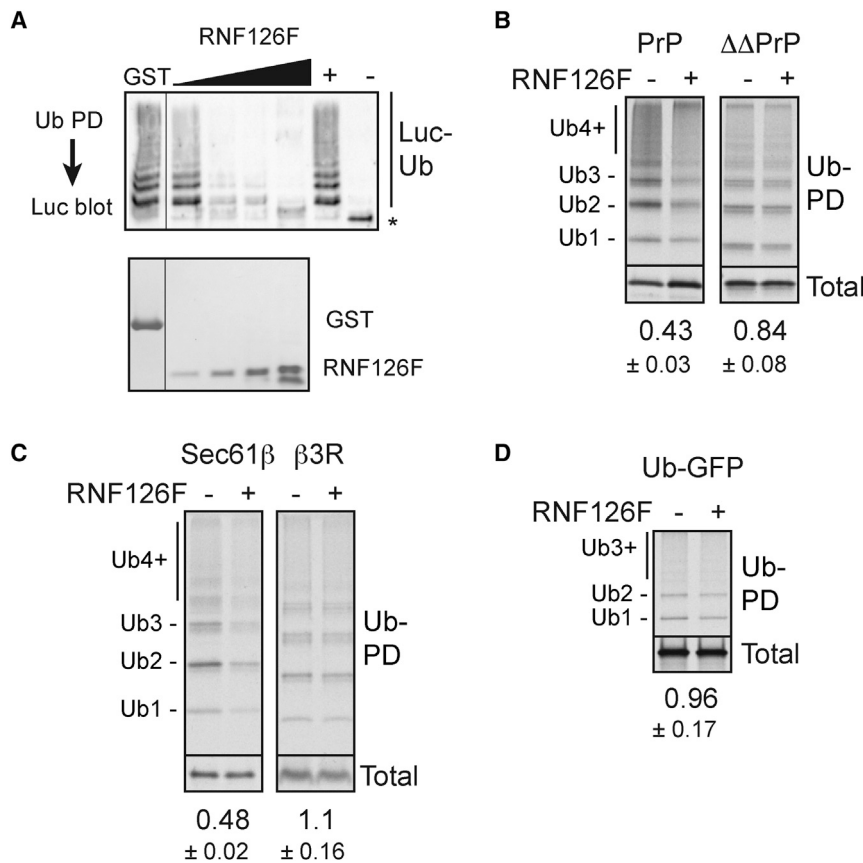 A
RNF126F
GST + -
Ub PD
Luc blot
Luc-
Ub
*
GST
RNF126F
B
PrP ΔΔPrP
RNF126F - + - +
Ub4+
Ub3 -
Ub2 -
Ub1 -
Ub-
PD
Total
0.43 0.84
± 0.03 ± 0.08
C
Sec61β β3R
RNF126F - + - +
Ub4+
Ub3 -
Ub2 -
Ub1 -
Ub-
PD
Total
0.48 1.1
± 0.02 ± 0.16
D
Ub-GFP
RNF126F - +
Ub3+
Ub2 -
Ub1 -
Ub-
PD
Total
0.96
± 0.17